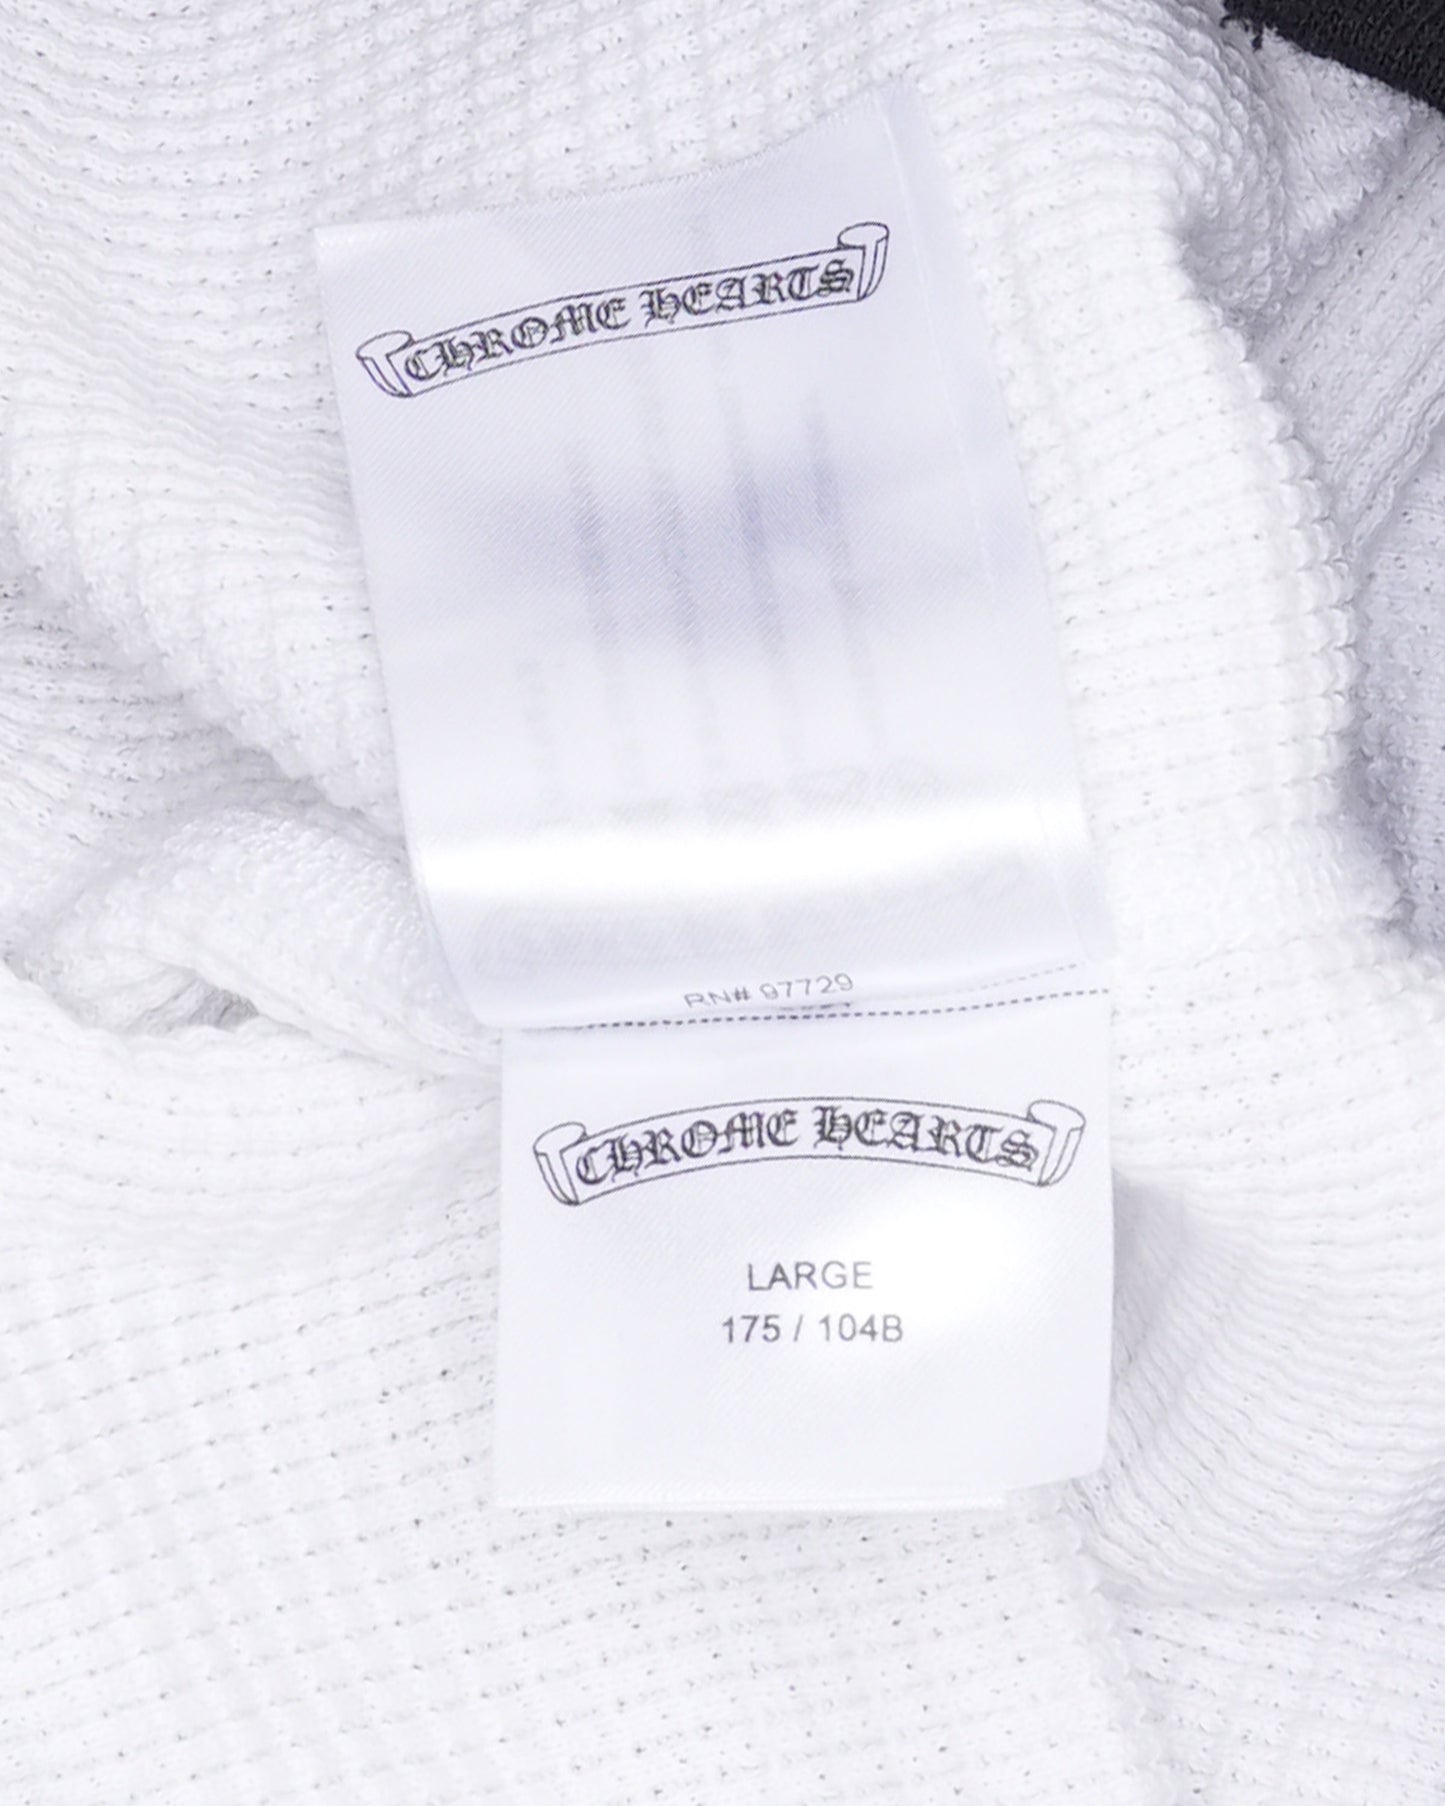 CHROME HEARTS
RN# 97729
CHROME HEARTS
LARGE
175 / 104B